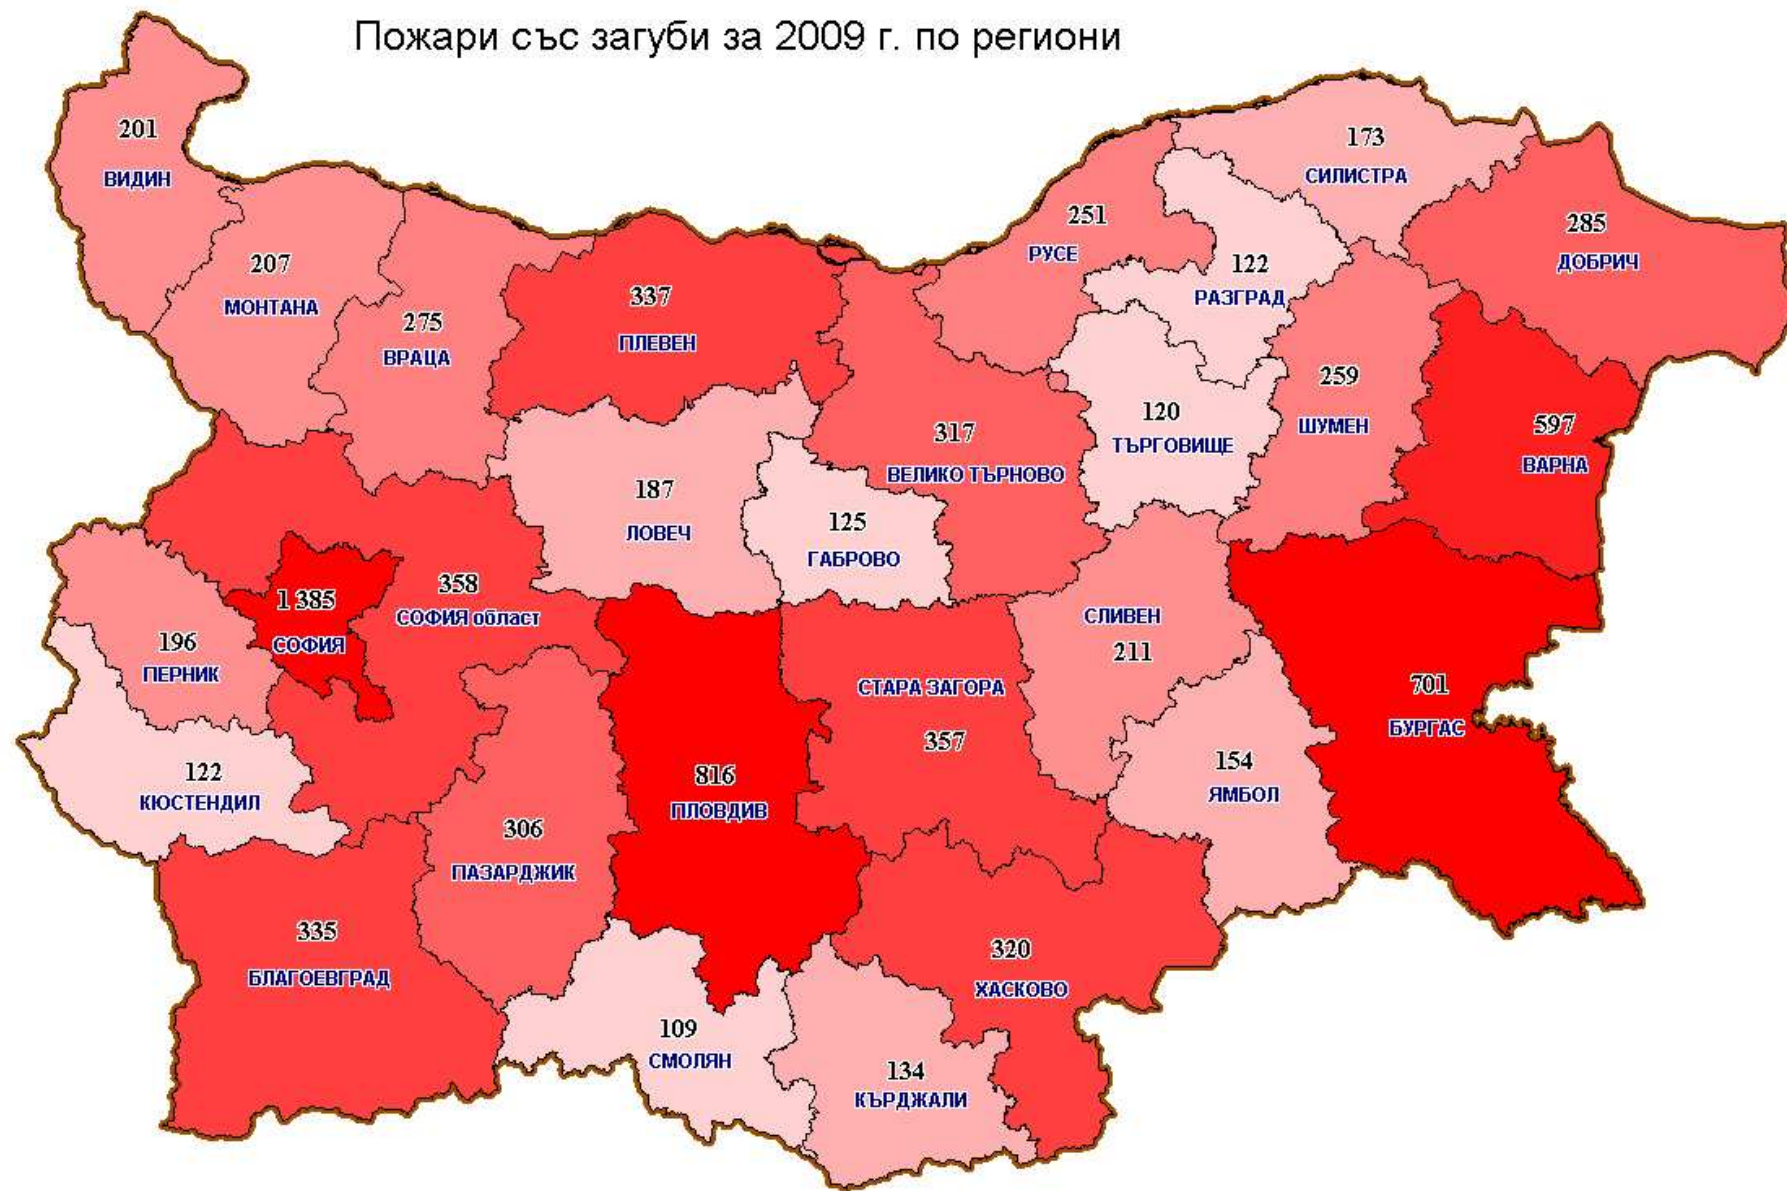 Пожари със загуби за 2009 г. по региони
201
ВИДИН
207
МОНТАНА
275
ВРАЦА
337
ПЛЕВЕН
251
РУСЕ
173
СИЛИСТРА
122
РАЗГРАД
285
ДОБРИЧ
120
ТЪРГОВИЩЕ
259
ШУМЕН
597
ВАРНА
317
ВЕЛИКО ТЪРНОВО
187
ЛОВЕЧ
125
ГАБРОВО
1 385
СОФИЯ
358
СОФИЯ област
196
ПЕРНИК
122
КЮСТЕНДИЛ
СЛИВЕН
211
СТАРА ЗАГОРА
357
701
БУРГАС
154
ЯМБОЛ
816
ПЛОВДИВ
306
ПАЗАРДЖИК
335
БЛАГОЕВГРАД
320
ХАСКОВО
109
СМОЛЯН
134
КЪРДЖАЛИ